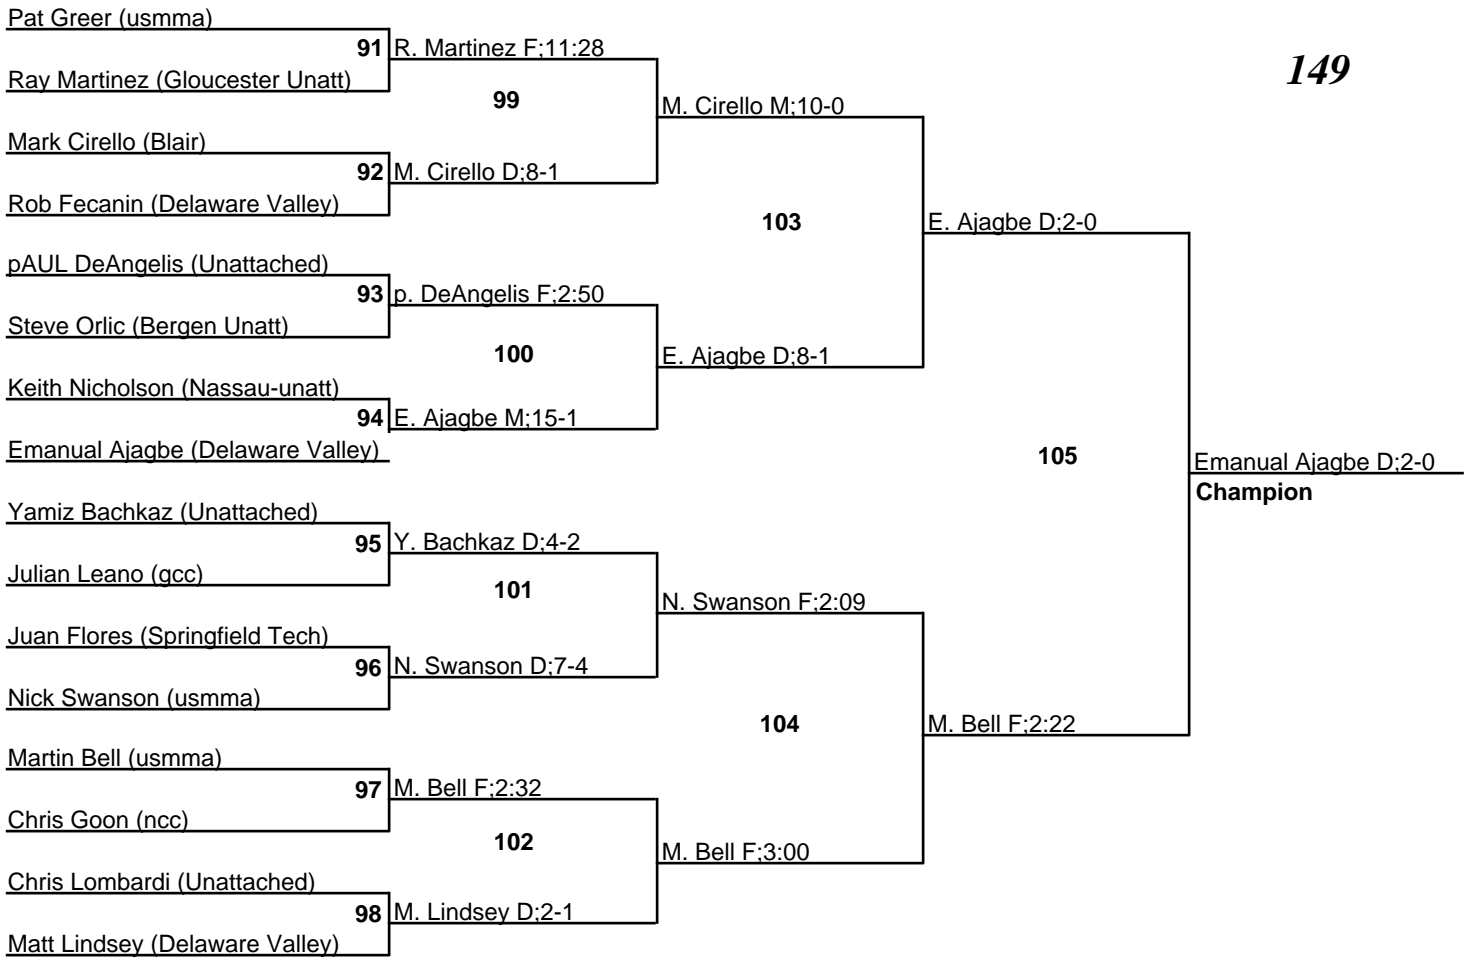 Pat Greer (usmma)
91 R. Martinez F;11:28
149
Ray Martinez (Gloucester Unatt)
99
M. Cirello M;10-0
Mark Cirello (Blair)
92 M. Cirello D;8-1
Rob Fecanin (Delaware Valley)
103
E. Ajagbe D;2-0
pAUL DeAngelis (Unattached)
93 p. DeAngelis F;2:50
Steve Orlic (Bergen Unatt)
100
E. Ajagbe D;8-1
Keith Nicholson (Nassau-unatt)
94 E. Ajagbe M;15-1
Emanual Ajagbe (Delaware Valley)
105
Emanual Ajagbe D;2-0
Champion
Yamiz Bachkaz (Unattached)
95 Y. Bachkaz D;4-2
Julian Leano (gcc)
101
N. Swanson F;2:09
Juan Flores (Springfield Tech)
96 N. Swanson D;7-4
Nick Swanson (usmma)
104
M. Bell F;2:22
Martin Bell (usmma)
97 M. Bell F;2:32
Chris Goon (ncc)
102
M. Bell F;3:00
Chris Lombardi (Unattached)
98 M. Lindsey D;2-1
Matt Lindsey (Delaware Valley)